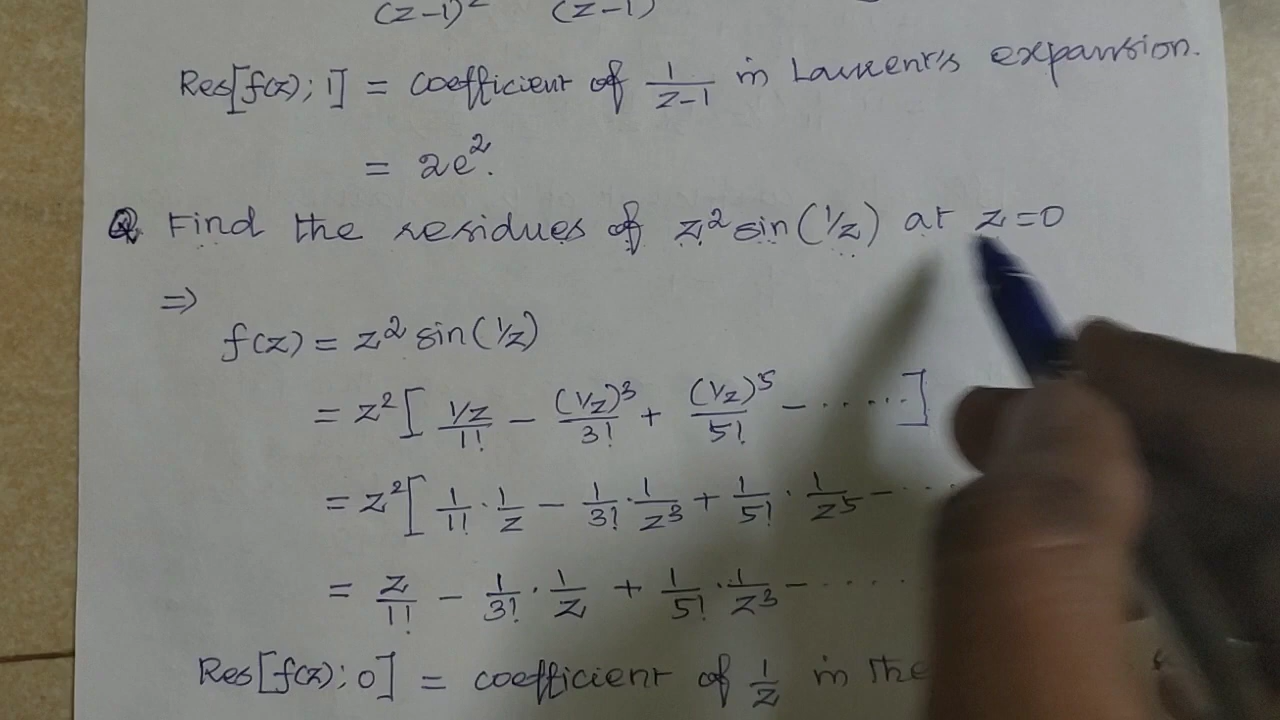 (z-1)² (z-1)
Res[f(z); 1] = coefficient of 1/z-1 in Laurent's expansion.
= 2e².
Q Find the residues of z² sin(1/z) at z=0
⇒
f(z) = z² sin(1/z)
= z² [ 1/z/1! - (1/z)³/3! + (1/z)⁵/5! - ...... ]
= z² [ 1/1! · 1/z - 1/3! · 1/z³ + 1/5! · 1/z⁵ - ...
= z/1! - 1/3! · 1/z + 1/5! · 1/z³ - ....
Res[f(z); 0] = coefficient of 1/z in the